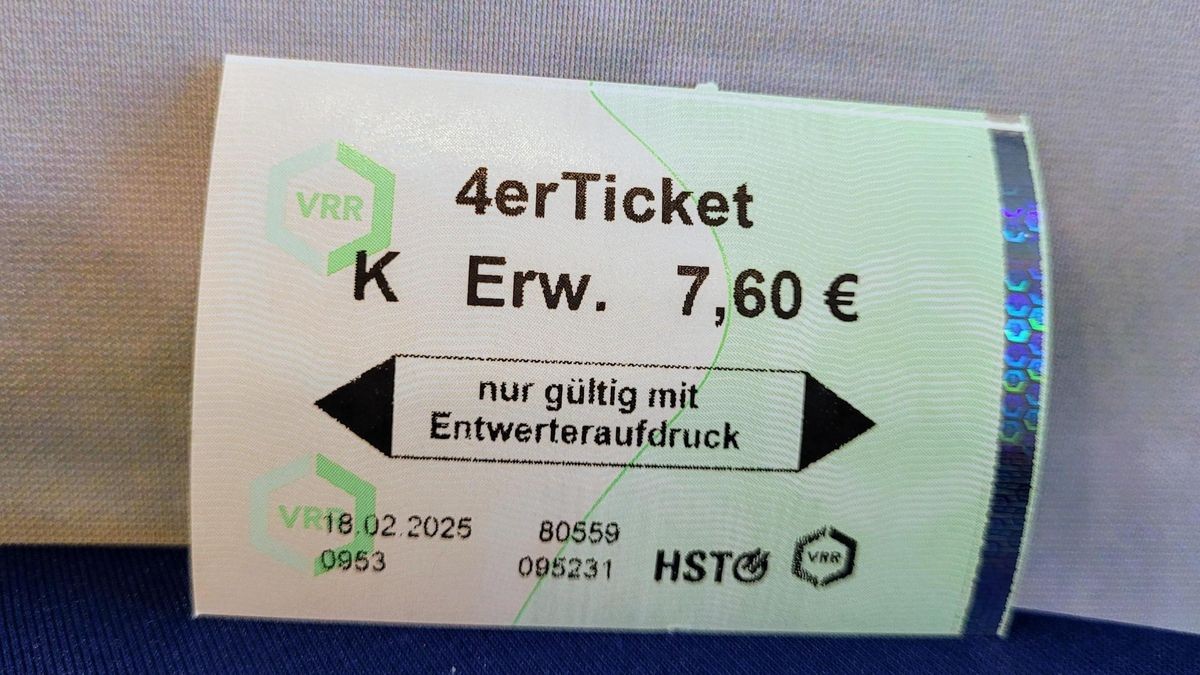 VRR
4erTicket
K Erw. 7,60 €
nur gültig mit
Entwerteraufdruck
VRR
18.02.2025 80559
0953 095231
HST VRR